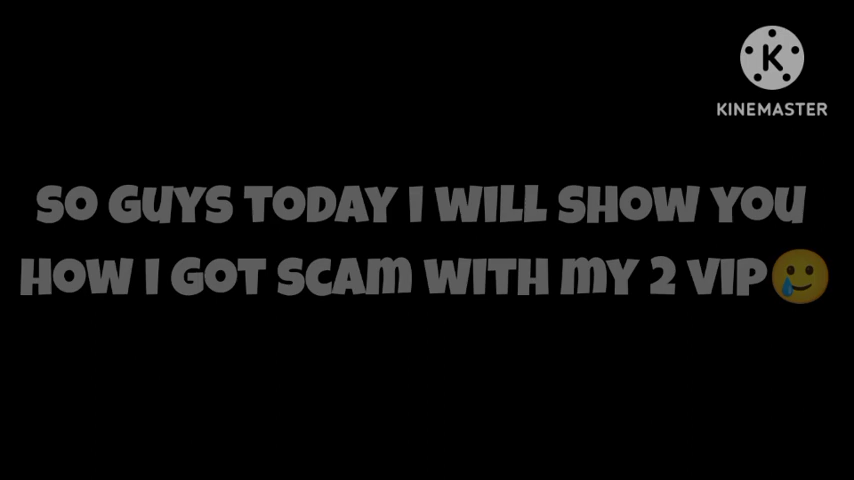 KINEMASTER
SO GUYS TODAY I WILL SHOW YOU
HOW I GOT SCAM WITH MY 2 VIP🥲